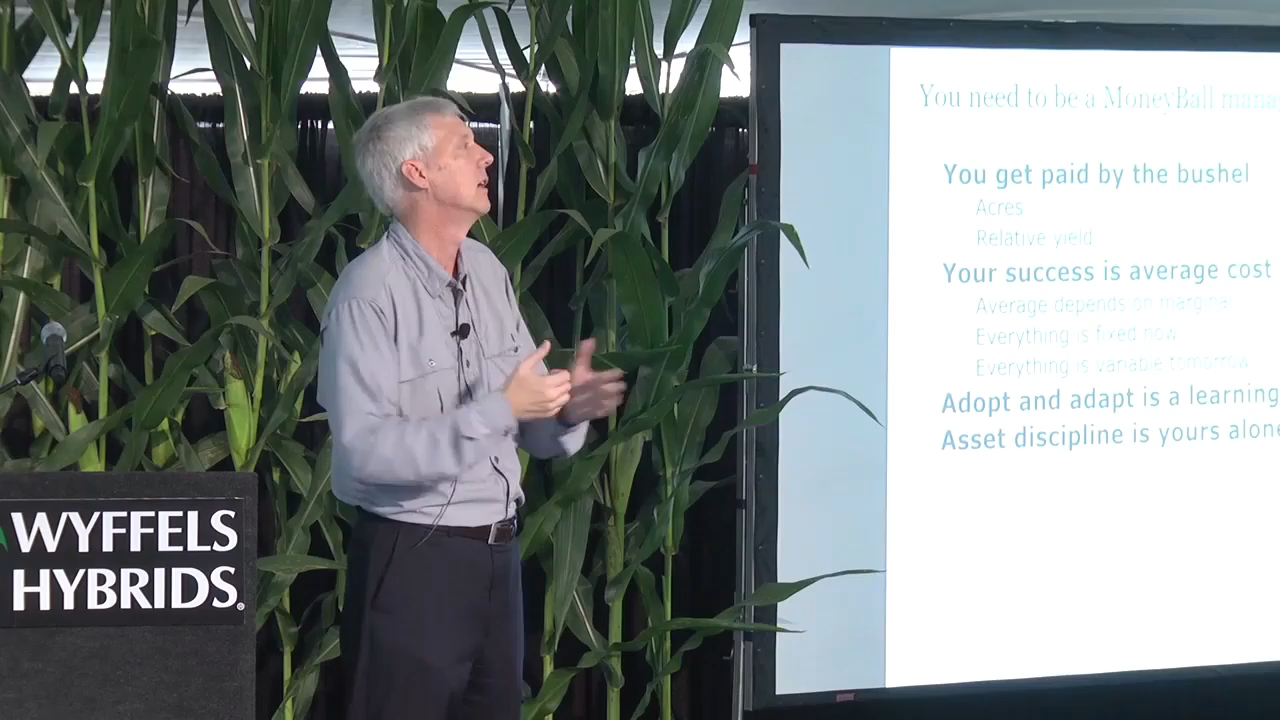 WYFFELS
HYBRIDS®
You need to be a MoneyBall
You get paid by the bushel
Acres
Relative yield
Your success is average cost
Average depends on marginal
Everything is fixed now
Everything is variable tomorrow
Adopt and adapt is a learning
Asset discipline is yours alone